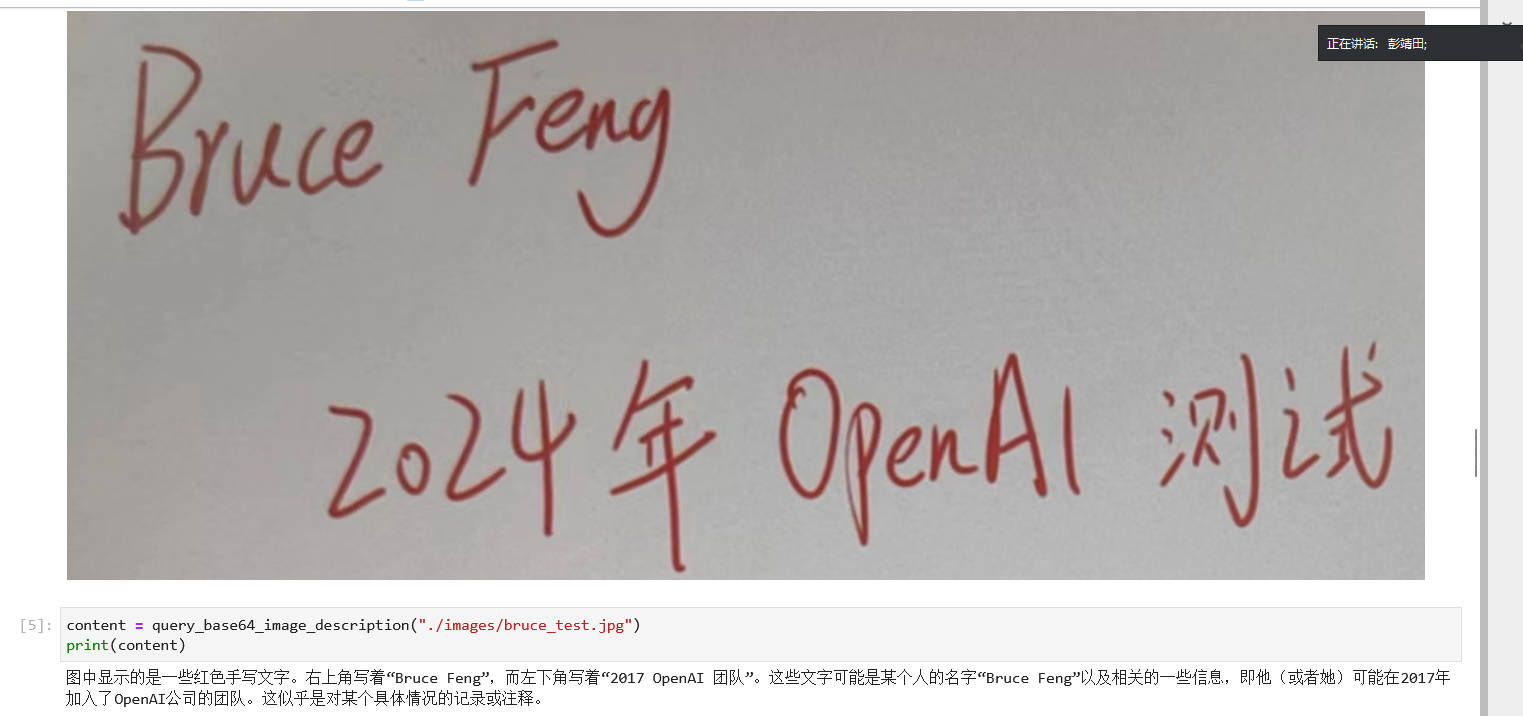 正在讲话: 彭靖田;
Bruce Feng
2024年 OpenAI 测试
[5]:
content = query_base64_image_description("./images/bruce_test.jpg")
print(content)
图中显示的是一些红色手写文字。右上角写着“Bruce Feng”，而左下角写着“2017 OpenAI 团队”。这些文字可能是某个人的名字“Bruce Feng”以及相关的一些信息，即他（或者她）可能在2017年
加入了OpenAI公司的团队。这似乎是对某个具体情况的记录或注释。